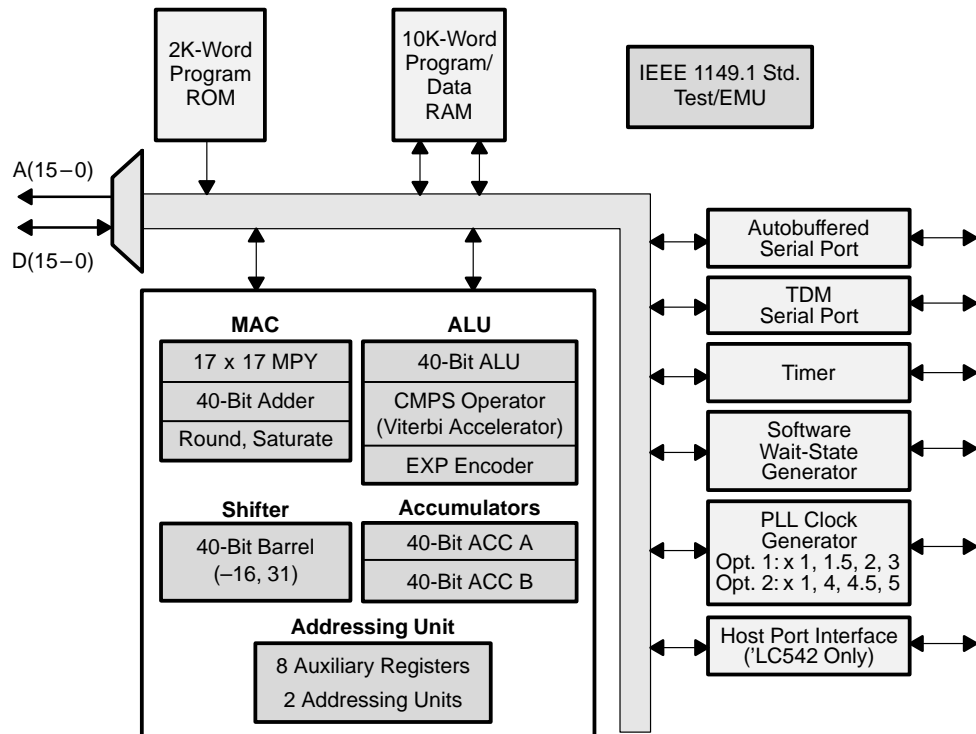 2K-Word
Program
ROM
10K-Word
Program/
Data
RAM
IEEE 1149.1 Std.
Test/EMU
A(15–0)
D(15–0)
MAC
17 x 17 MPY
40-Bit Adder
Round, Saturate
ALU
40-Bit ALU
CMPS Operator
(Viterbi Accelerator)
EXP Encoder
Shifter
40-Bit Barrel
(–16, 31)
Accumulators
40-Bit ACC A
40-Bit ACC B
Addressing Unit
8 Auxiliary Registers
2 Addressing Units
Autobuffered
Serial Port
TDM
Serial Port
Timer
Software
Wait-State
Generator
PLL Clock
Generator
Opt. 1: x 1, 1.5, 2, 3
Opt. 2: x 1, 4, 4.5, 5
Host Port Interface
('LC542 Only)